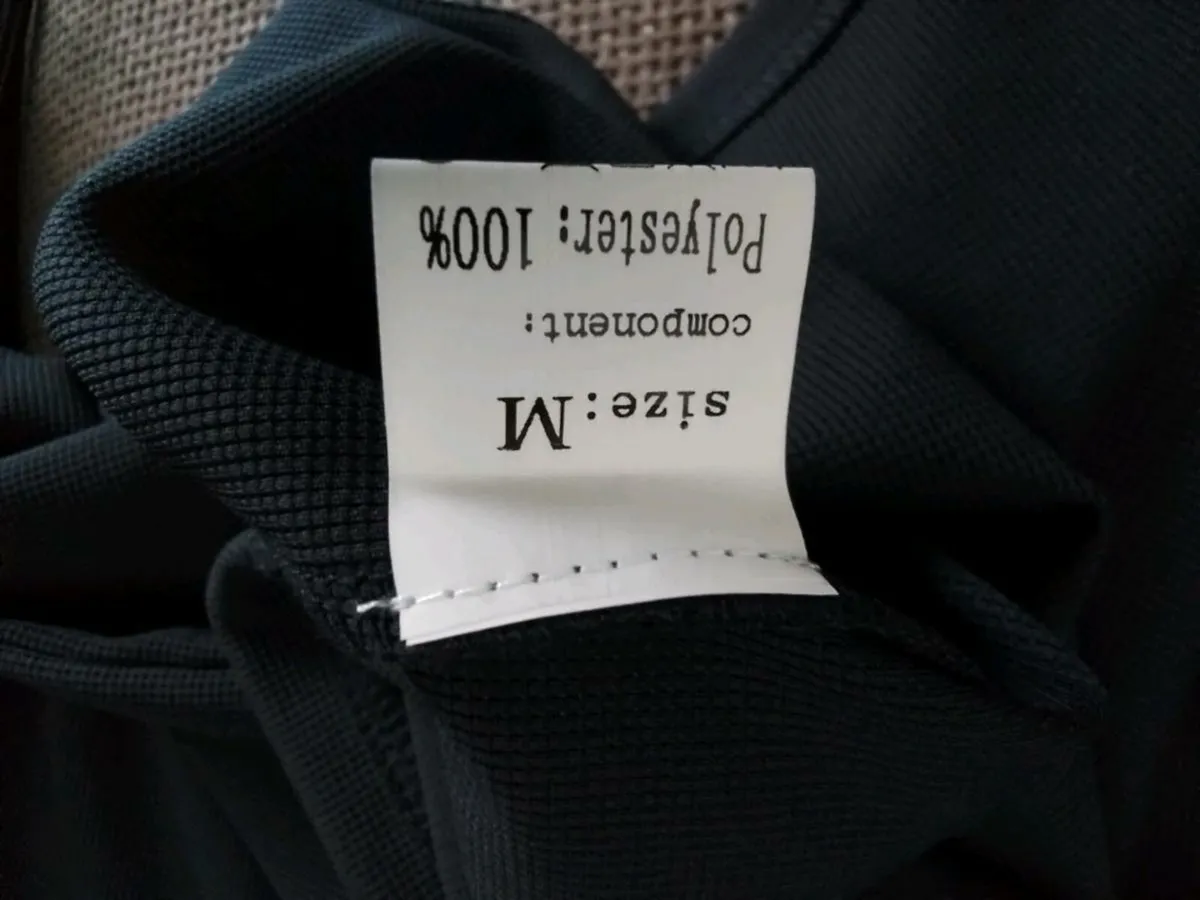 size:M
component:
Polyester: 100%